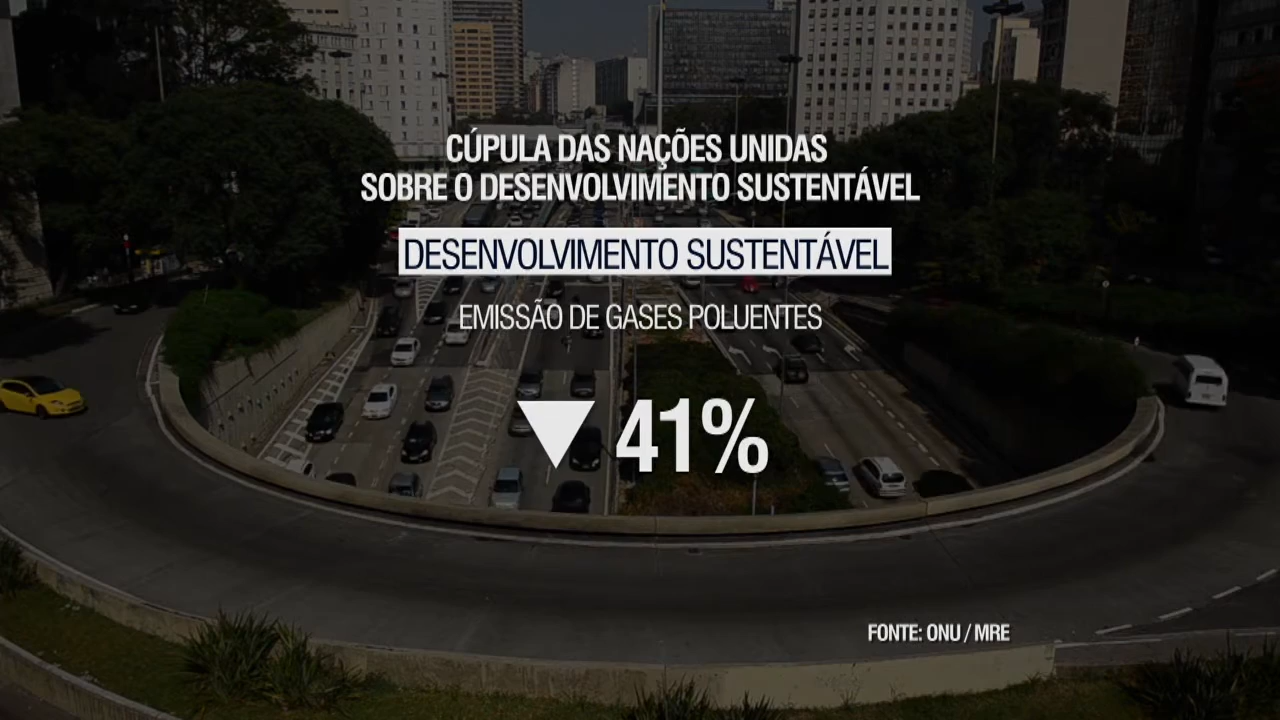 CÚPULA DAS NAÇÕES UNIDAS
SOBRE O DESENVOLVIMENTO SUSTENTÁVEL
DESENVOLVIMENTO SUSTENTÁVEL
EMISSÃO DE GASES POLUENTES
41%
FONTE: ONU / MRE